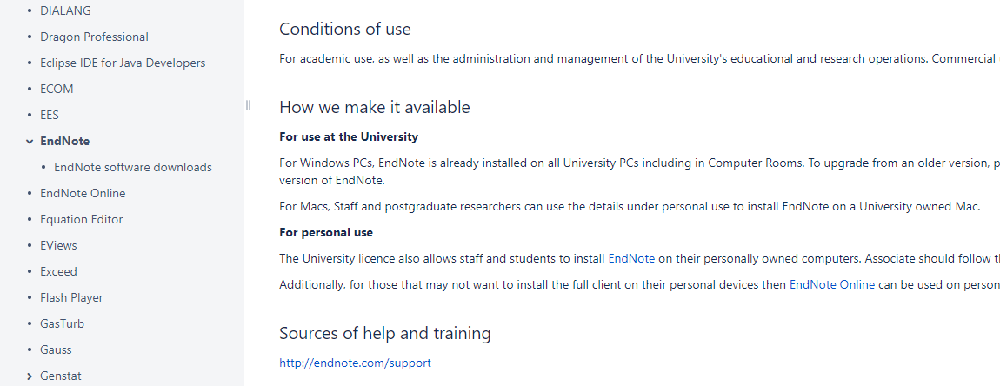 DIALANG
Dragon Professional
Eclipse IDE for Java Developers
ECOM
EES
EndNote
EndNote software downloads
EndNote Online
Equation Editor
EViews
Exceed
Flash Player
GasTurb
Gauss
Genstat
Conditions of use
For academic use, as well as the administration and management of the University's educational and research operations. Commercial
How we make it available
For use at the University
For Windows PCs, EndNote is already installed on all University PCs including in Computer Rooms. To upgrade from an older version,
version of EndNote.
For Macs, Staff and postgraduate researchers can use the details under personal use to install EndNote on a University owned Mac.
For personal use
The University licence also allows staff and students to install EndNote on their personally owned computers. Associate should follow
Additionally, for those that may not want to install the full client on their personal devices then EndNote Online can be used on
Sources of help and training
http://endnote.com/support